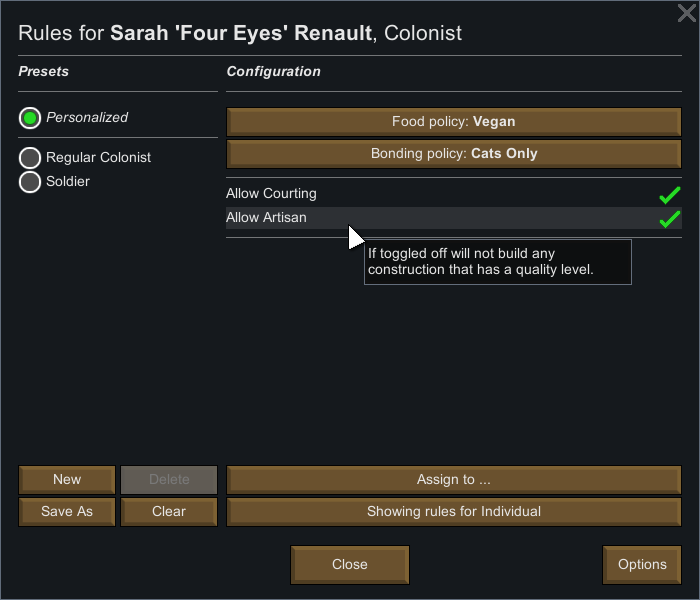 Rules for Sarah 'Four Eyes' Renault, Colonist
Presets
Configuration
Personalized
Regular Colonist
Soldier
Food policy: Vegan
Bonding policy: Cats Only
Allow Courting
Allow Artisan
If toggled off will not build any
construction that has a quality level.
New
Delete
Assign to ...
Save As
Clear
Showing rules for Individual
Close
Options